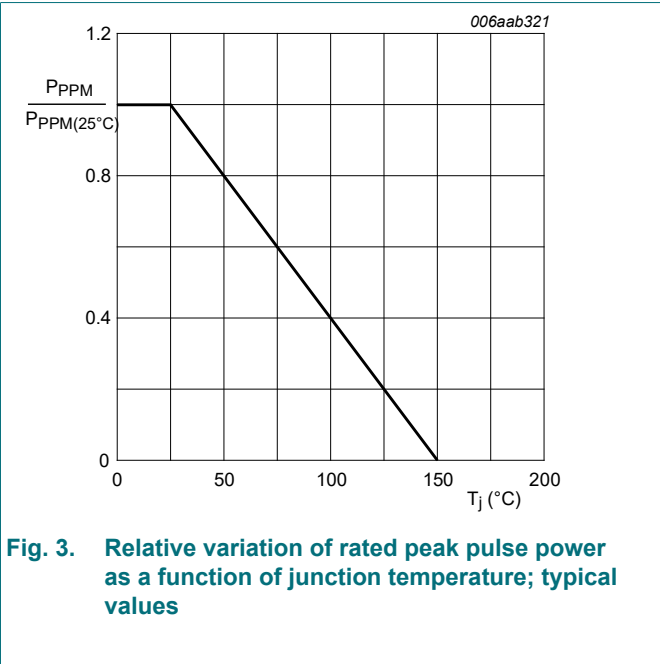 006aab321
1.2
PPPM
PPPM(25°C)
0.8
0.4
0
0 50 100 150 200
Tj (°C)
Fig. 3. Relative variation of rated peak pulse power
as a function of junction temperature; typical
values